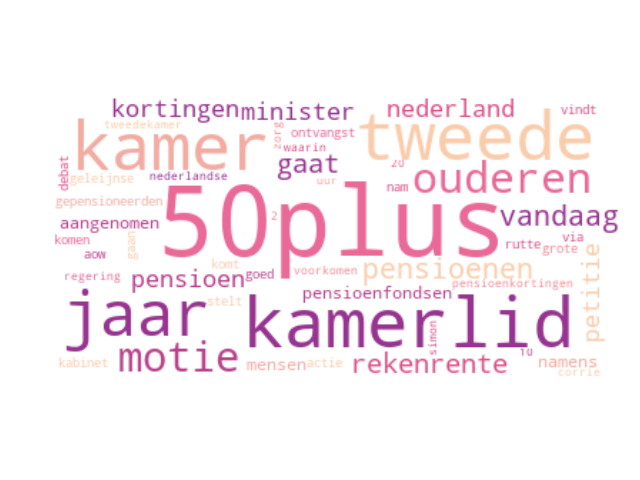 kortingen minister nederland vindt
tweedekamer
kamer zorg ontvangst tweede
waarin
debat gaat 20
geleijnse nederlandse uur nam ouderen
gepensioneerden 50plus
aangenomen 2 vandaag
komen gaan rutte via
aow grote
komt
regering pensioen goed voorkomen pensioenen petitie
pensioenkortingen
jaar stelt pensioenfondsen
kamerlid
simon
motie 10
kabinet mensen actie rekenrente namens
corrie